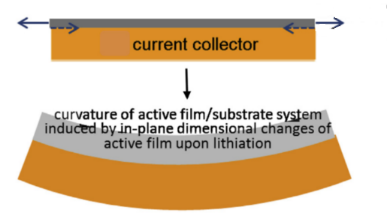 current collector
curvature of active film/substrate system
induced by in-plane dimensional changes of
active film upon lithiation